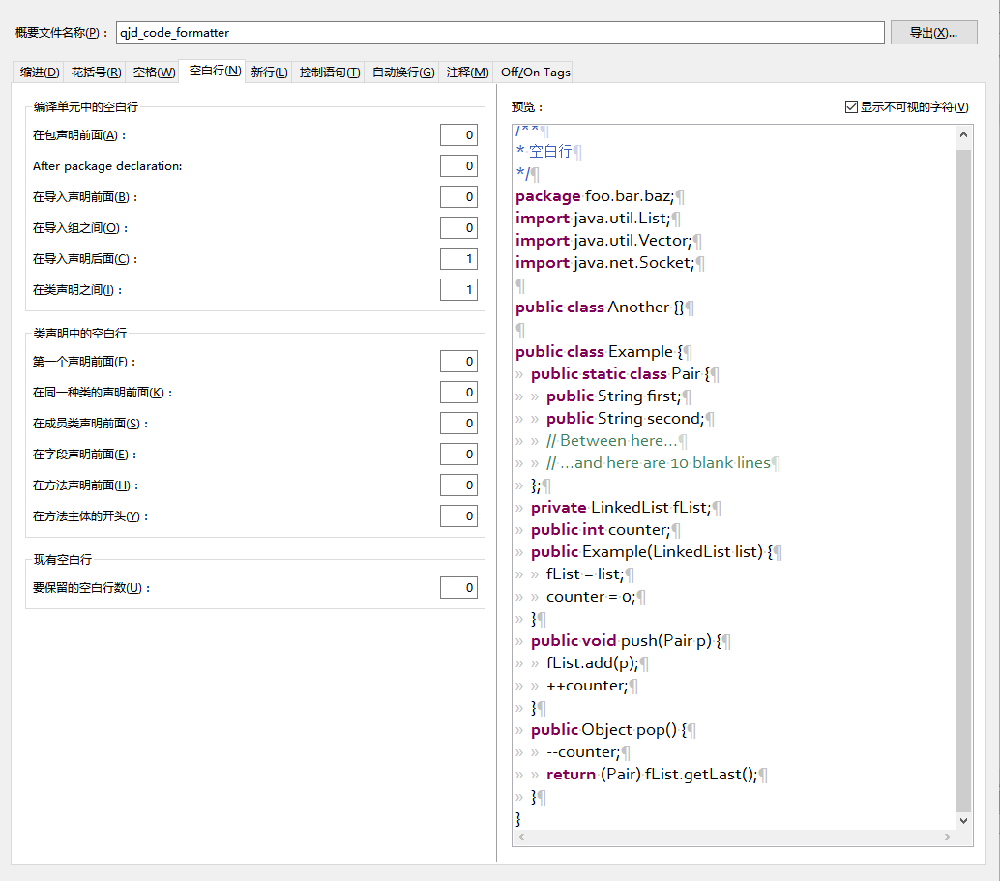 概要文件名称(P)： qjd_code_formatter 导出(X)...
缩进(D) 花括号(R) 空格(W) 空白行(N) 新行(L) 控制语句(T) 自动换行(G) 注释(M) Off/On Tags
编译单元中的空白行
在包声明前面(A)： 0
After package declaration: 0
在导入声明前面(B)： 0
在导入组之间(O)： 0
在导入声明后面(C)： 1
在类声明之间(I)： 1
类声明中的空白行
第一个声明前面(F)： 0
在同一种类的声明前面(K)： 0
在成员类声明前面(S)： 0
在字段声明前面(E)： 0
在方法声明前面(H)： 0
在方法主体的开头(Y)： 0
现有空白行
要保留的空白行数(U)： 0
预览： 显示不可视的字符(V)
/**¶
*·空白行¶
*/¶
package·foo.bar.baz;¶
import·java.util.List;¶
import·java.util.Vector;¶
import·java.net.Socket;¶
¶
public·class·Another·{}¶
¶
public·class·Example·{¶
» public·static·class·Pair·{¶
» » public·String·first;¶
» » public·String·second;¶
» » //·Between·here...¶
» » //·...and·here·are·10·blank·lines¶
» };¶
» private·LinkedList·fList;¶
» public·int·counter;¶
» public·Example(LinkedList·list)·{¶
» » fList·=·list;¶
» » counter·=·0;¶
» }¶
» public·void·push(Pair·p)·{¶
» » fList.add(p);¶
» » ++counter;¶
» }¶
» public·Object·pop()·{¶
» » --counter;¶
» » return·(Pair)·fList.getLast();¶
» }¶
}